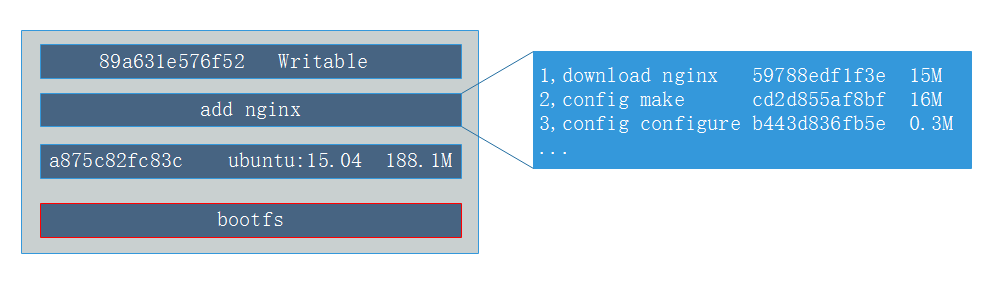 89a631e576f52 Writable
add nginx
a875c82fc83c ubuntu:15.04 188.1M
bootfs
1,download nginx 59788edf1f3e 15M
2,config make cd2d855af8bf 16M
3,config configure b443d836fb5e 0.3M
...